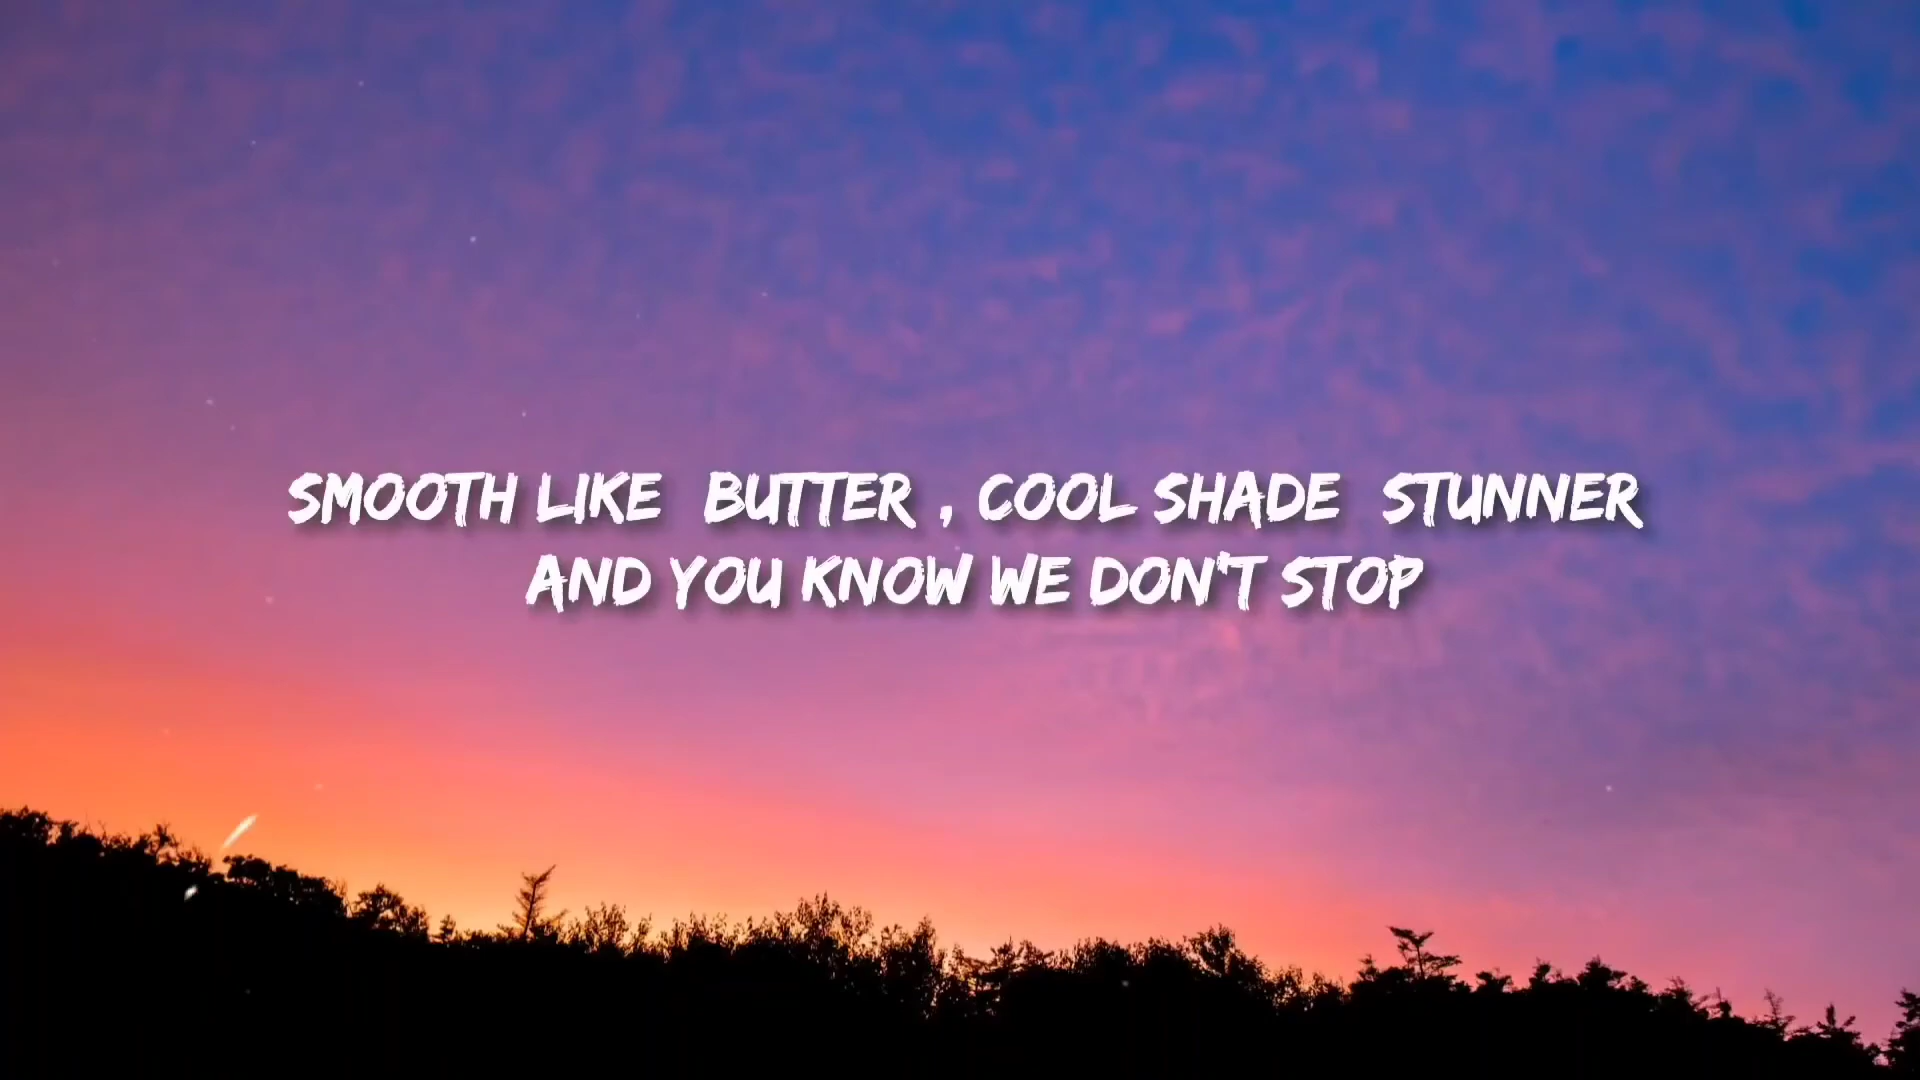 SMOOTH LIKE  BUTTER , COOL SHADE  STUNNER
AND YOU KNOW WE DON'T STOP